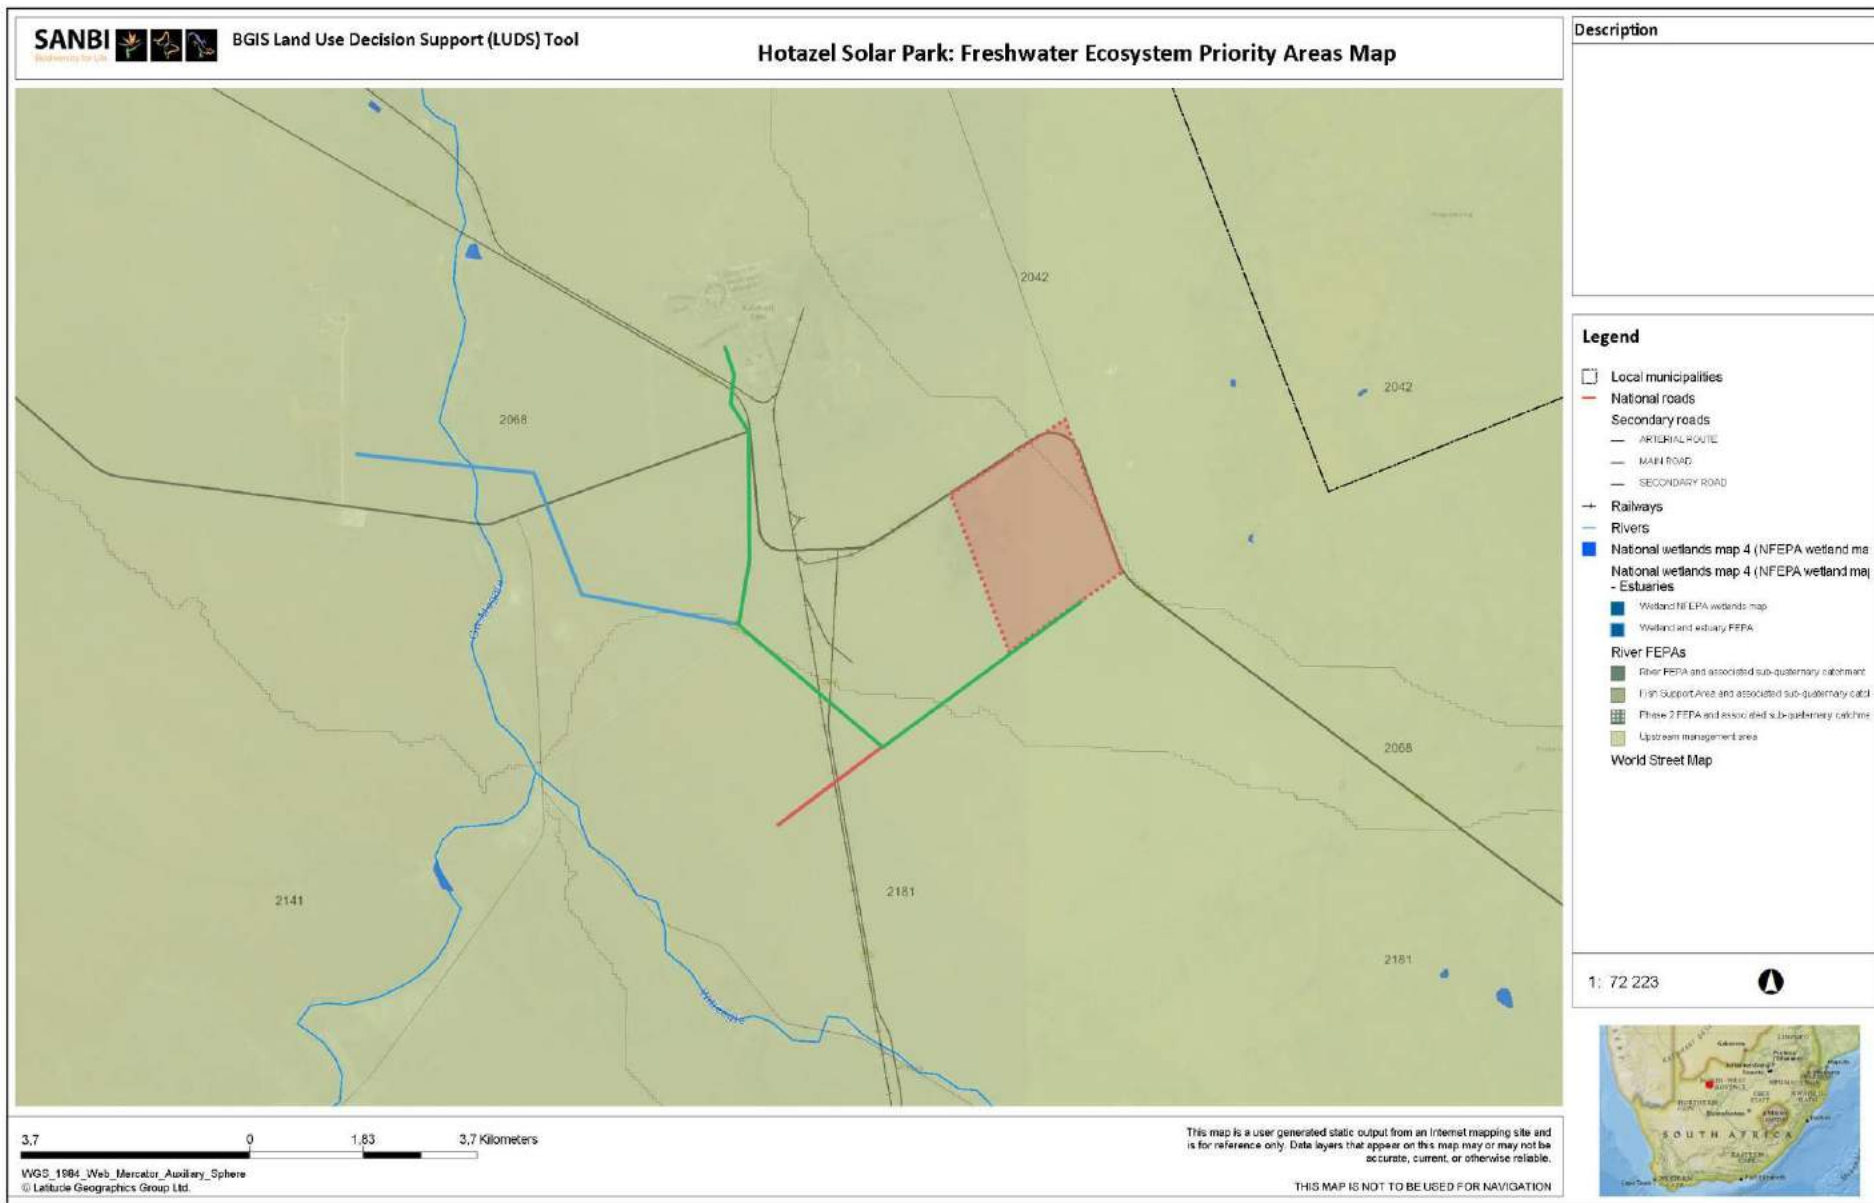 SANBI
Biodiversity for Life
BGIS Land Use Decision Support (LUDS) Tool
Hotazel Solar Park: Freshwater Ecosystem Priority Areas Map
Description
2042
2042
2068
Ga-Mogara
2068
2141
2181
2181
Legend
Local municipalities
National roads
Secondary roads
ARTERIAL ROUTE
MAIN ROAD
SECONDARY ROAD
Railways
Rivers
National wetlands map 4 (NFEPA wetland ma
National wetlands map 4 (NFEPA wetland map
- Estuaries
Wetland NFEPA wetlands map
Wetland and estuary FEPA
River FEPAs
River FEPA and associated sub-quaternary catchment
Fish Support Area and associated sub-quaternary catcl
Phase 2 FEPA and associated sub-quaternary catchme
Upstream management area
World Street Map
1: 72 223
3,7 0 1,83 3,7 Kilometers
WGS_1984_Web_Mercator_Auxiliary_Sphere
© Latitude Geographics Group Ltd.
This map is a user generated static output from an Internet mapping site and
is for reference only. Data layers that appear on this map may or may not be
accurate, current, or otherwise reliable.
THIS MAP IS NOT TO BE USED FOR NAVIGATION
SOUTH AFRICA